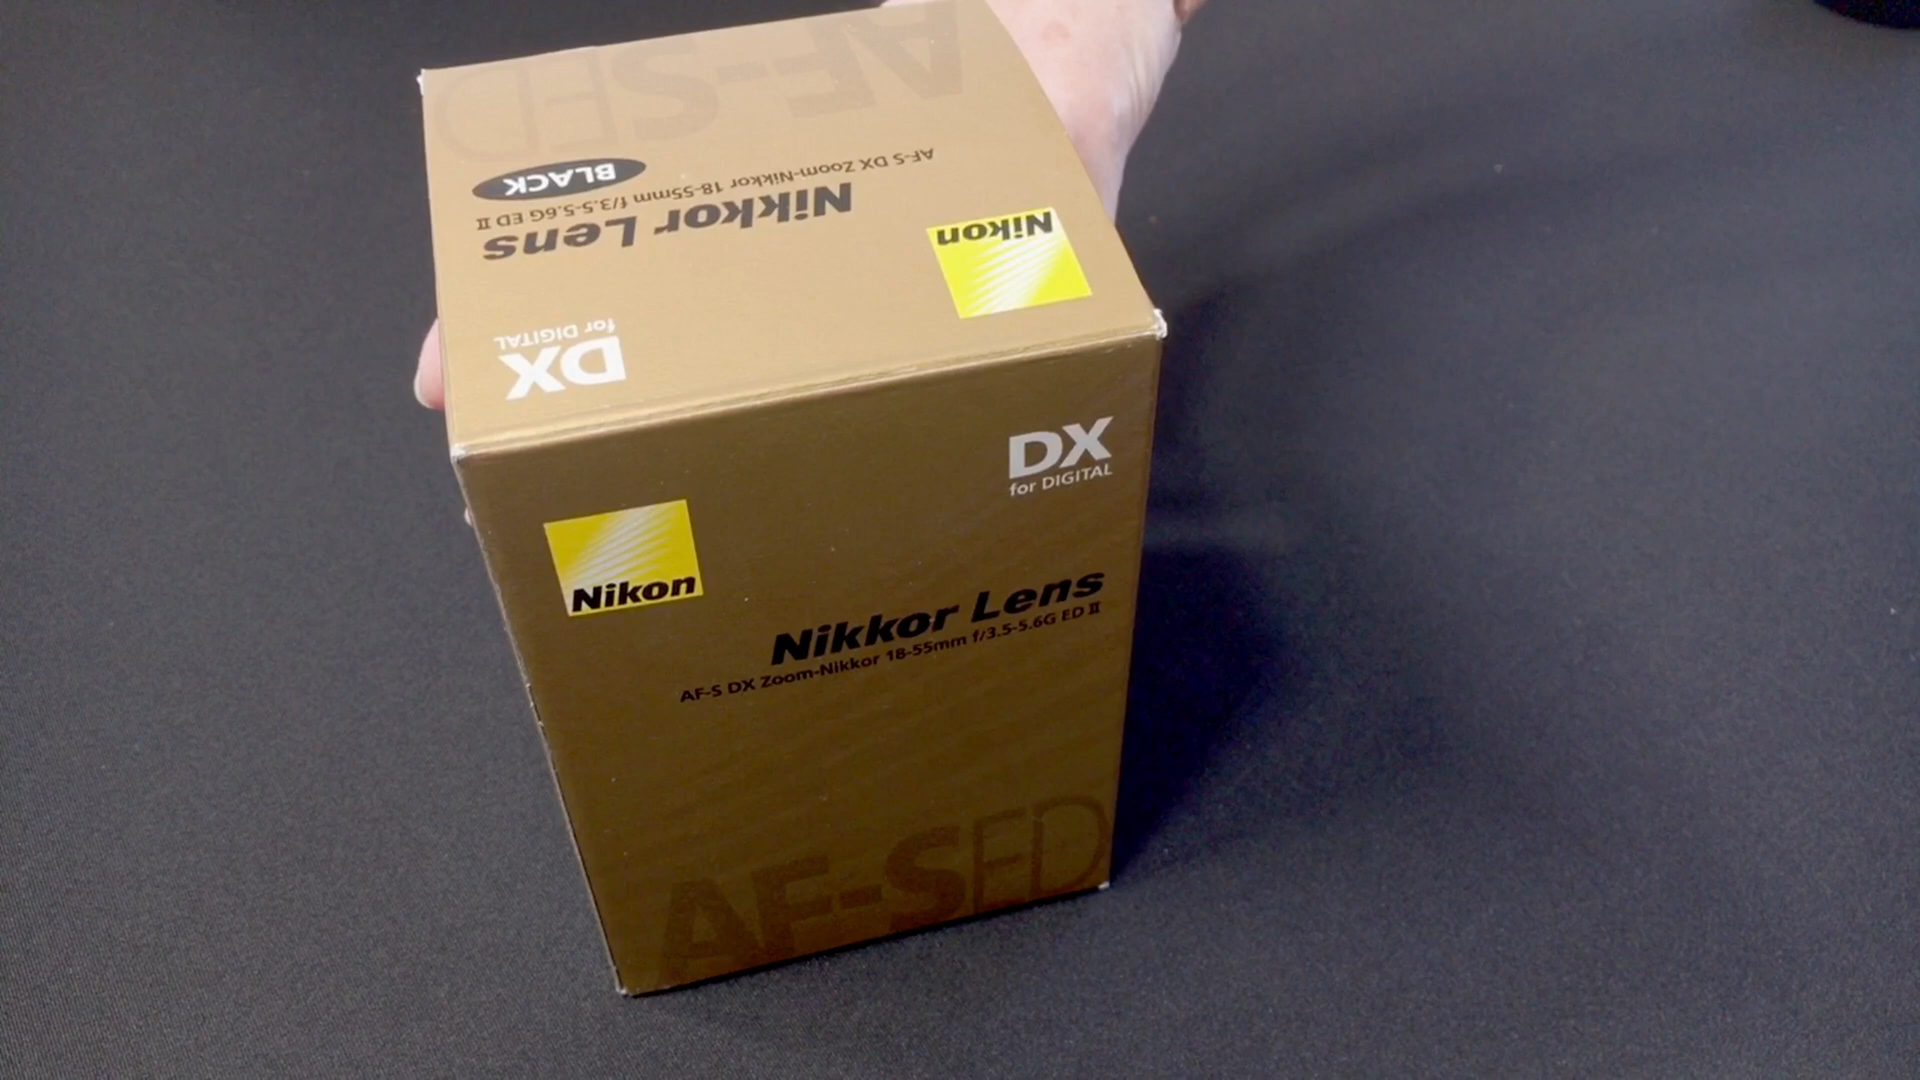 AF-SED
BLACK
AF-S DX Zoom-Nikkor 18-55mm f/3.5-5.6G ED II
Nikkor Lens
Nikon
for DIGITAL
DX
DX
for DIGITAL
Nikon
Nikkor Lens
AF-S DX Zoom-Nikkor 18-55mm f/3.5-5.6G ED II
AF-SED